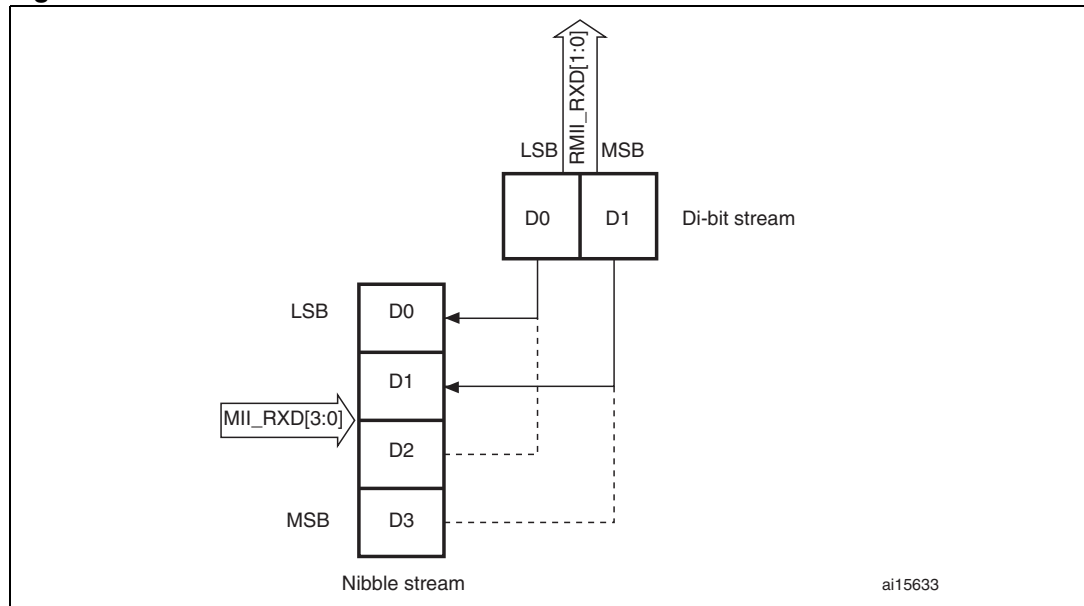 RMII_RXD[1:0]
LSB MSB
D0 D1 Di-bit stream
LSB D0
D1
MII_RXD[3:0]
D2
MSB D3
Nibble stream
ai15633